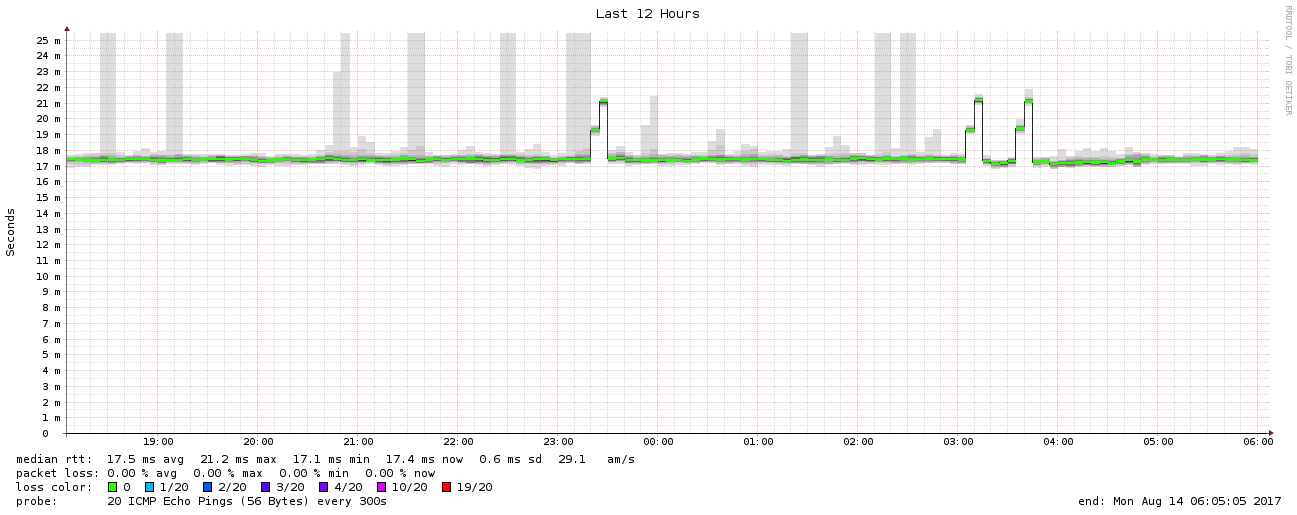 Last 12 Hours
RRDTOOL / TOBI OETIKER
Seconds
25 m
24 m
23 m
22 m
21 m
20 m
19 m
18 m
17 m
16 m
15 m
14 m
13 m
12 m
11 m
10 m
9 m
8 m
7 m
6 m
5 m
4 m
3 m
2 m
1 m
0
19:00 20:00 21:00 22:00 23:00 00:00 01:00 02:00 03:00 04:00 05:00 06:00
median rtt: 17.5 ms avg 21.2 ms max 17.1 ms min 17.4 ms now 0.6 ms sd 29.1 am/s
packet loss: 0.00 % avg 0.00 % max 0.00 % min 0.00 % now
loss color: 0 1/20 2/20 3/20 4/20 10/20 19/20
probe: 20 ICMP Echo Pings (56 Bytes) every 300s end: Mon Aug 14 06:05:05 2017